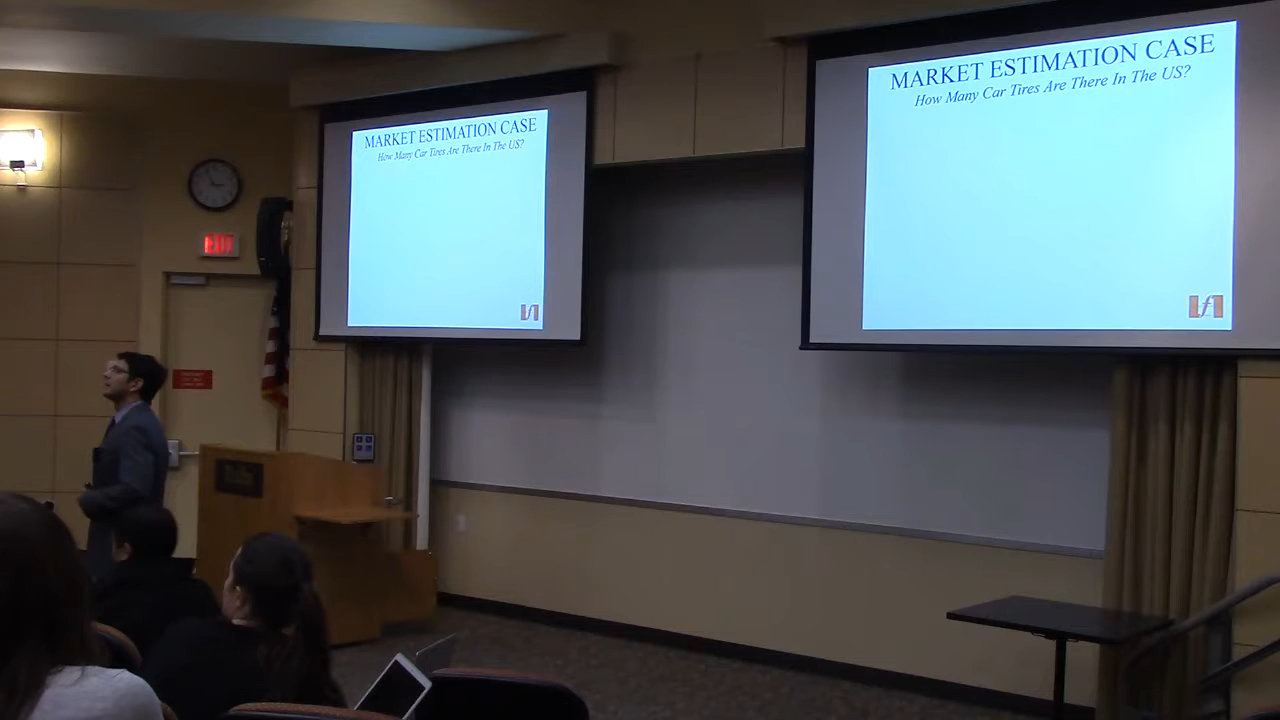 MARKET ESTIMATION CASE
How Many Car Tires Are There In The US?
MARKET ESTIMATION CASE
How Many Car Tires Are There In The US?
EXIT